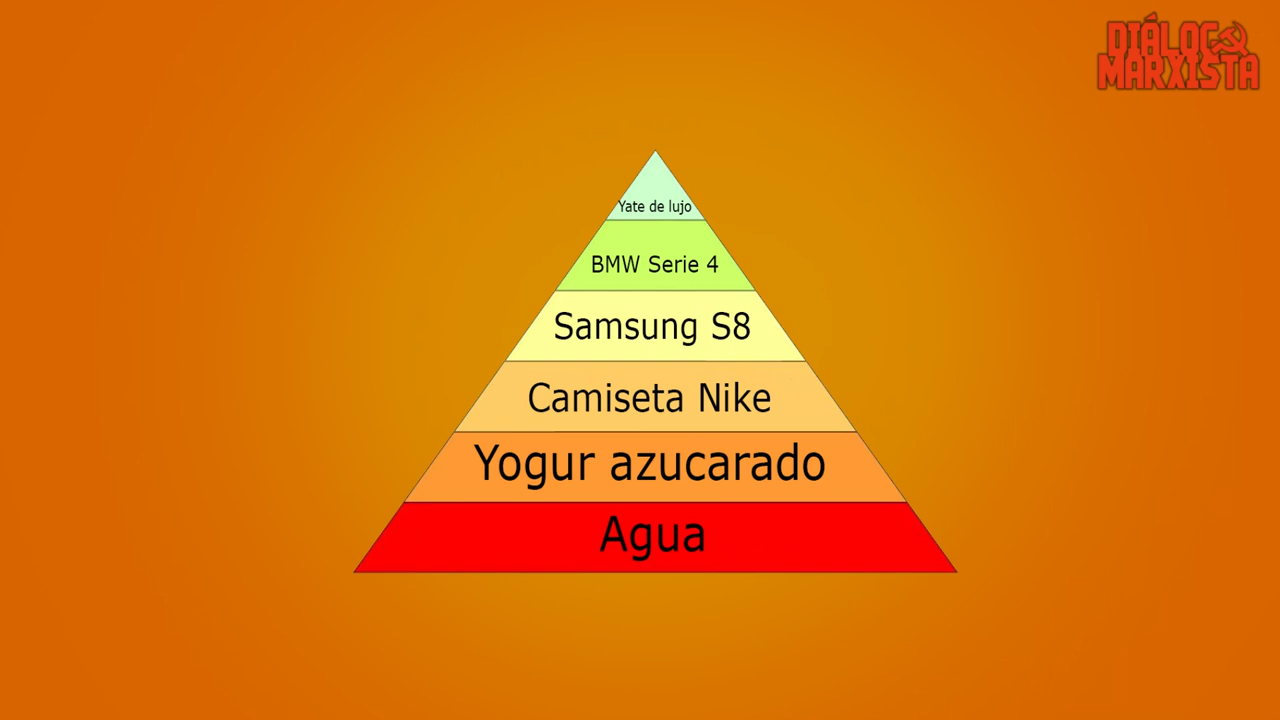 DIÁLOGO
MARXISTA
Yate de lujo
BMW Serie 4
Samsung S8
Camiseta Nike
Yogur azucarado
Agua